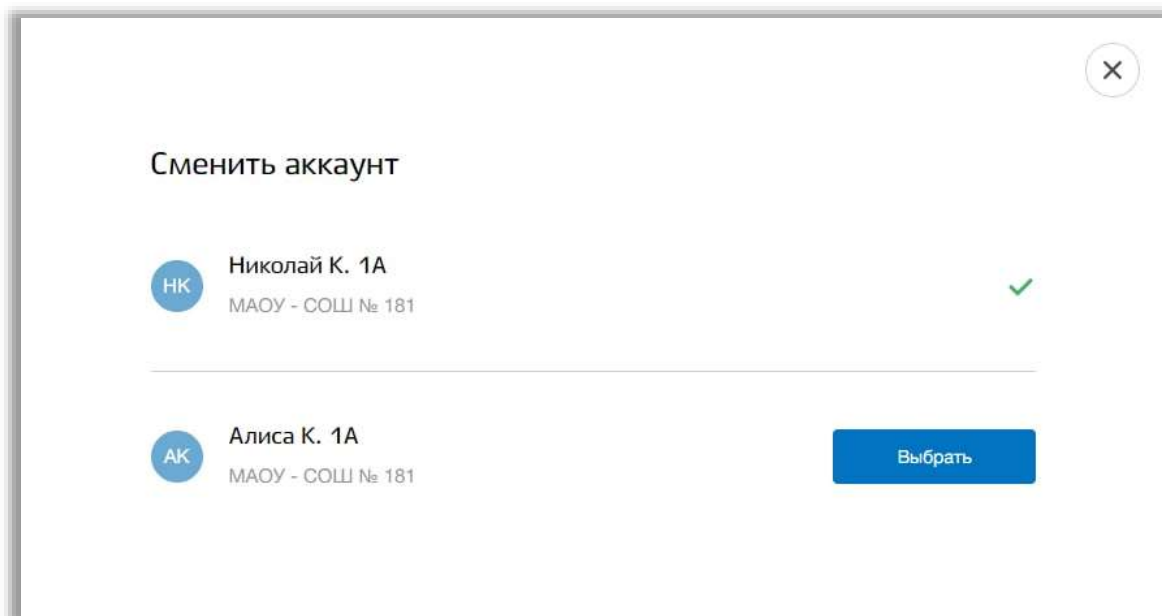 Сменить аккаунт
НК
Николай К. 1А
МАОУ - СОШ № 181
АК
Алиса К. 1А
МАОУ - СОШ № 181
Выбрать